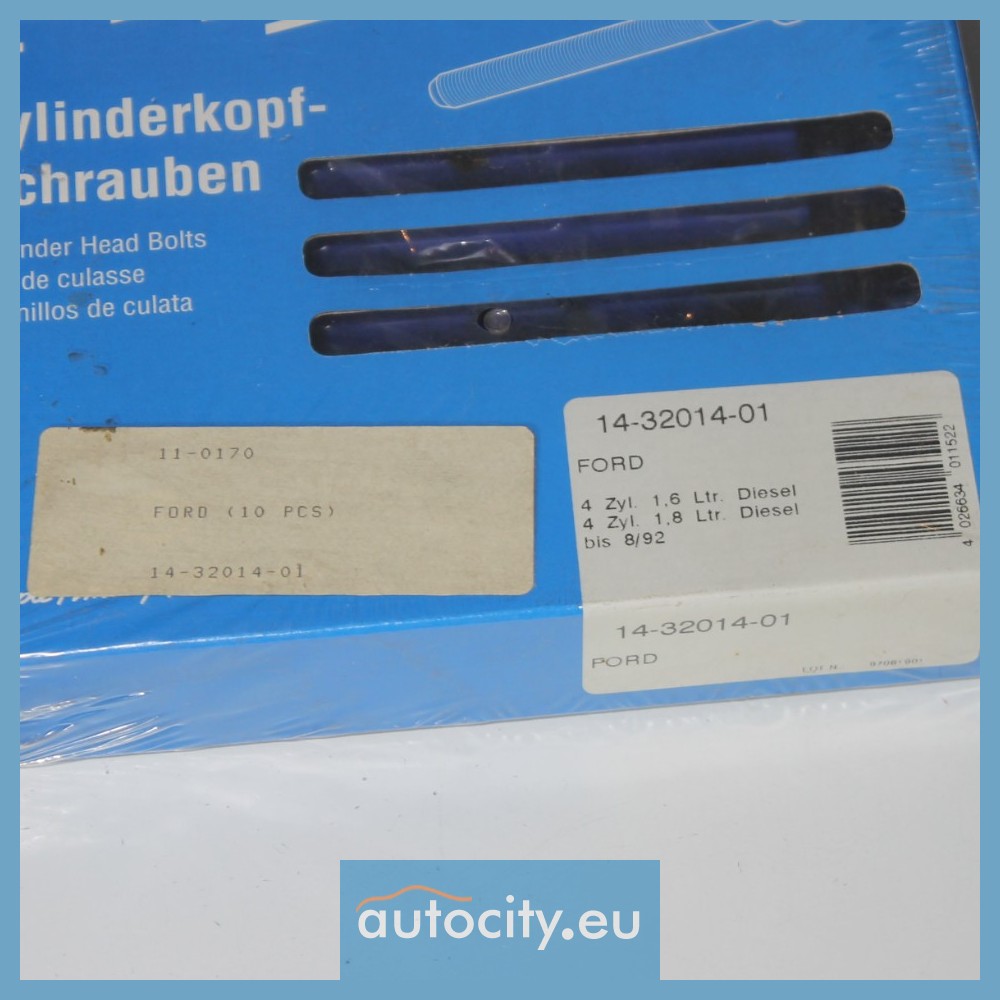 ylinderkopf-
chrauben
nder Head Bolts
de culasse
nillos de culata
11-0170
FORD (10 PCS)
14-32014-01
14-32014-01
FORD
4 Zyl. 1,6 Ltr. Diesel
4 Zyl. 1,8 Ltr. Diesel
bis 8/92
4 026634 011522
14-32014-01
FORD
autocity.eu